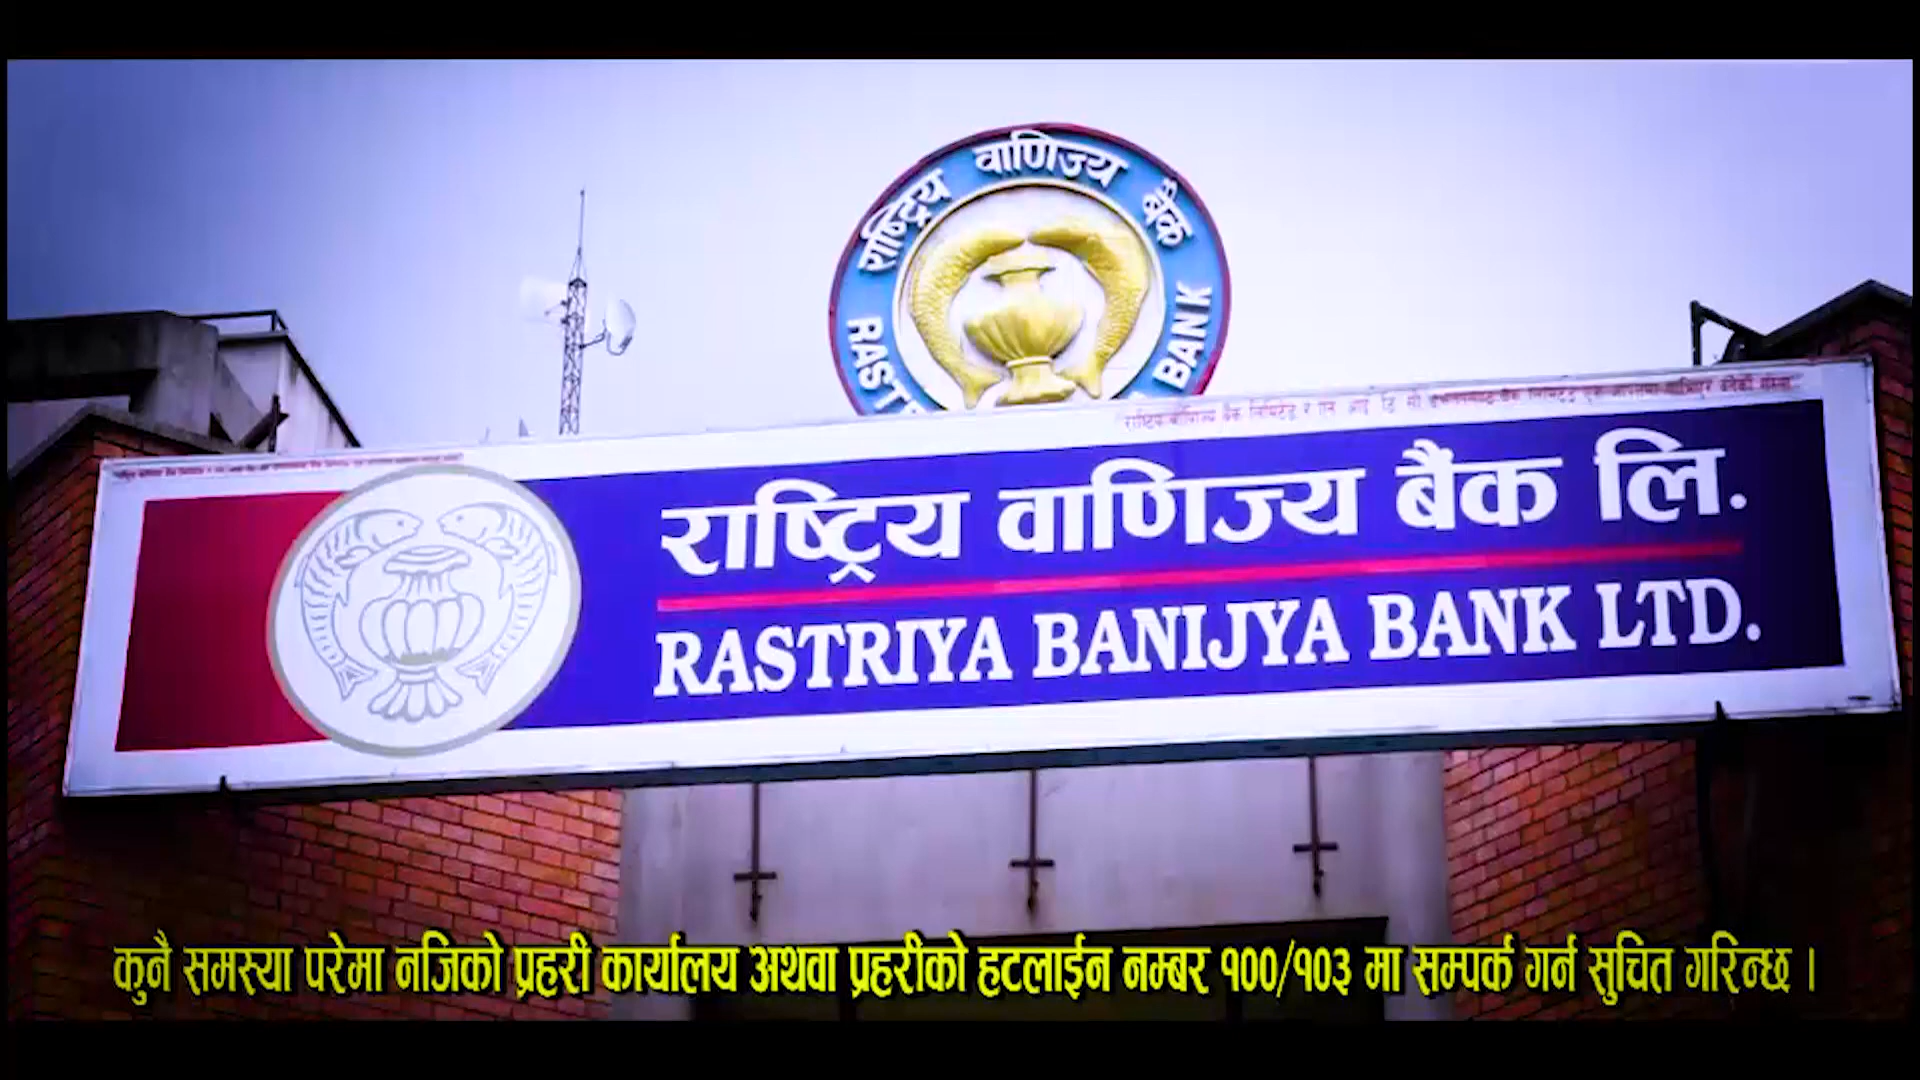 राष्ट्रिय वाणिज्य बैंक
RAST BANK
राष्ट्रिय वाणिज्य बैंक लि.
RASTRIYA BANIJYA BANK LTD.
कुनै समस्या परेमा नजिको प्रहरी कार्यालय अथवा प्रहरीको हटलाईन नम्बर १००/१०३ मा सम्पर्क गर्न सुचित गरिन्छ ।